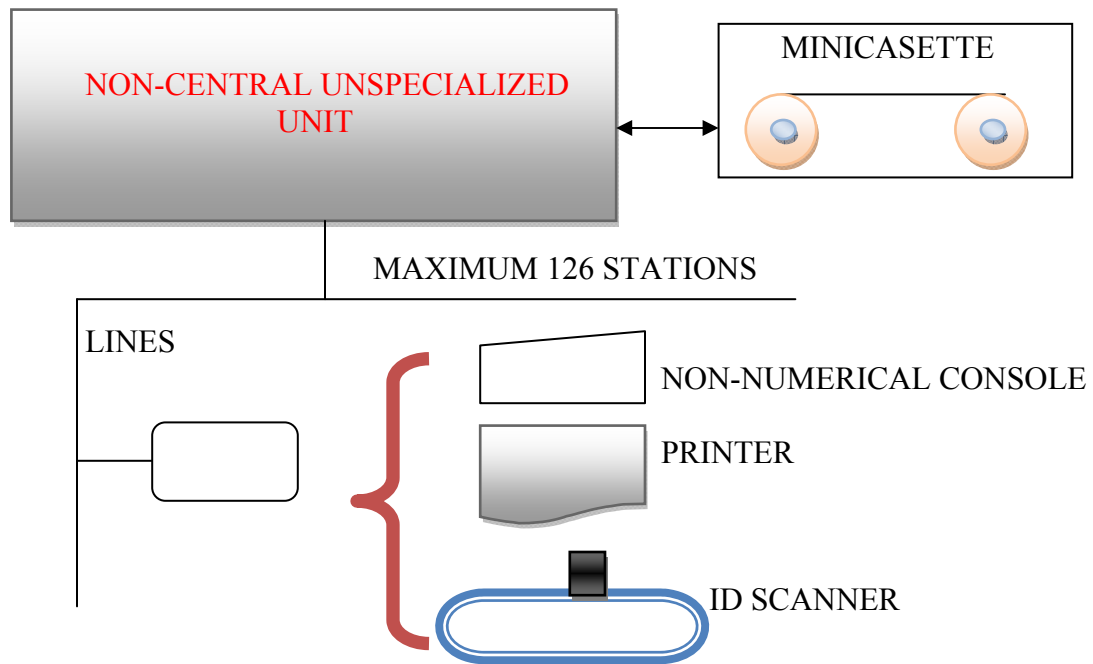 NON-CENTRAL UNSPECIALIZED
UNIT
MINICASETTE
MAXIMUM 126 STATIONS
LINES
NON-NUMERICAL CONSOLE
PRINTER
ID SCANNER